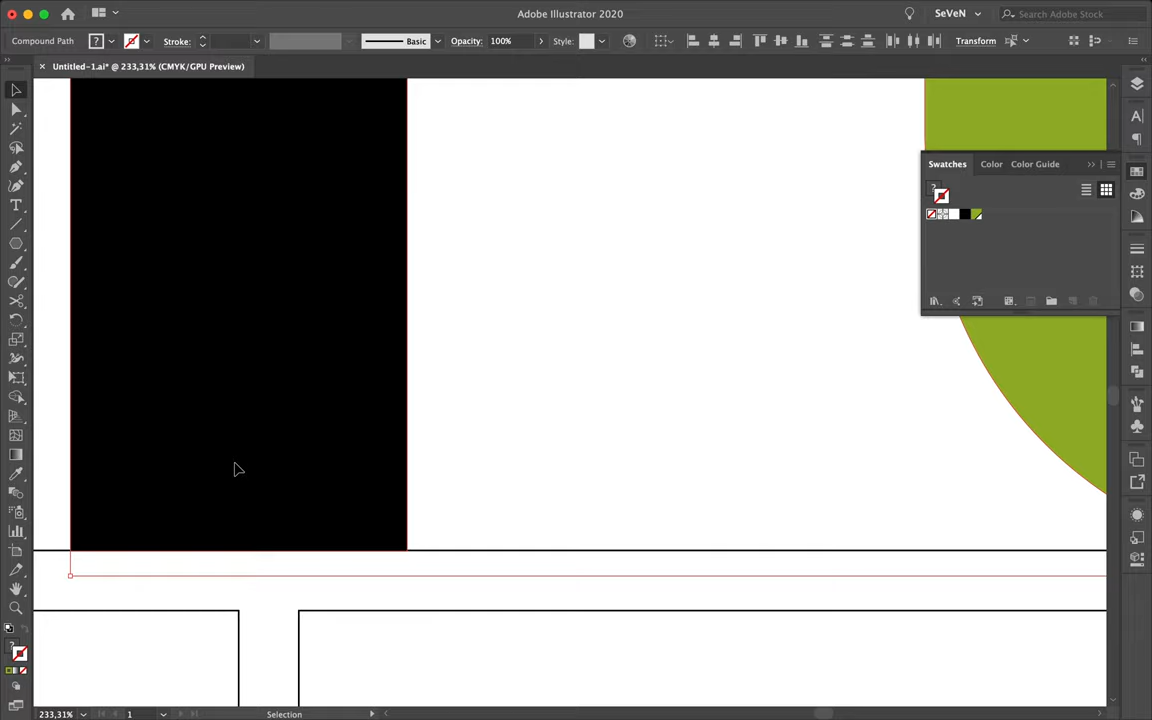 Adobe Illustrator 2020
SeVeN
Search Adobe Stock
Compound Path
?
Stroke:
Basic
Opacity:
100%
Style:
Transform
× Untitled-1.ai* @ 233,31% (CMYK/GPU Preview)
Swatches
Color
Color Guide
?
?
233,31%
1
Selection